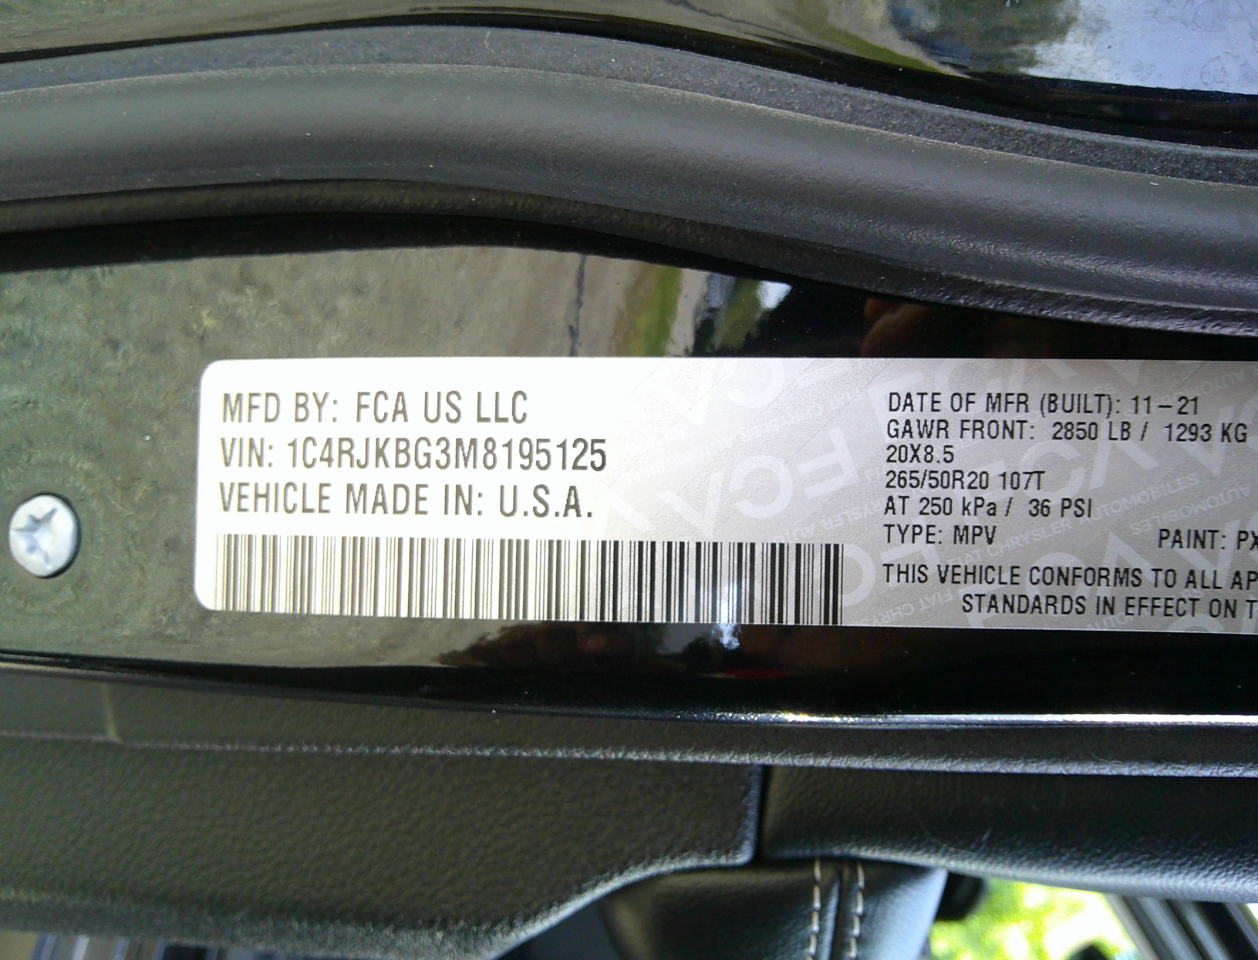 MFD BY: FCA US LLC
VIN: 1C4RJKBG3M8195125
VEHICLE MADE IN: U.S.A.
DATE OF MFR (BUILT): 11-21
GAWR FRONT: 2850 LB / 1293 KG
20X8.5
265/50R20 107T
AT 250 kPa / 36 PSI
TYPE: MPV PAINT: PX
THIS VEHICLE CONFORMS TO ALL AP
STANDARDS IN EFFECT ON T